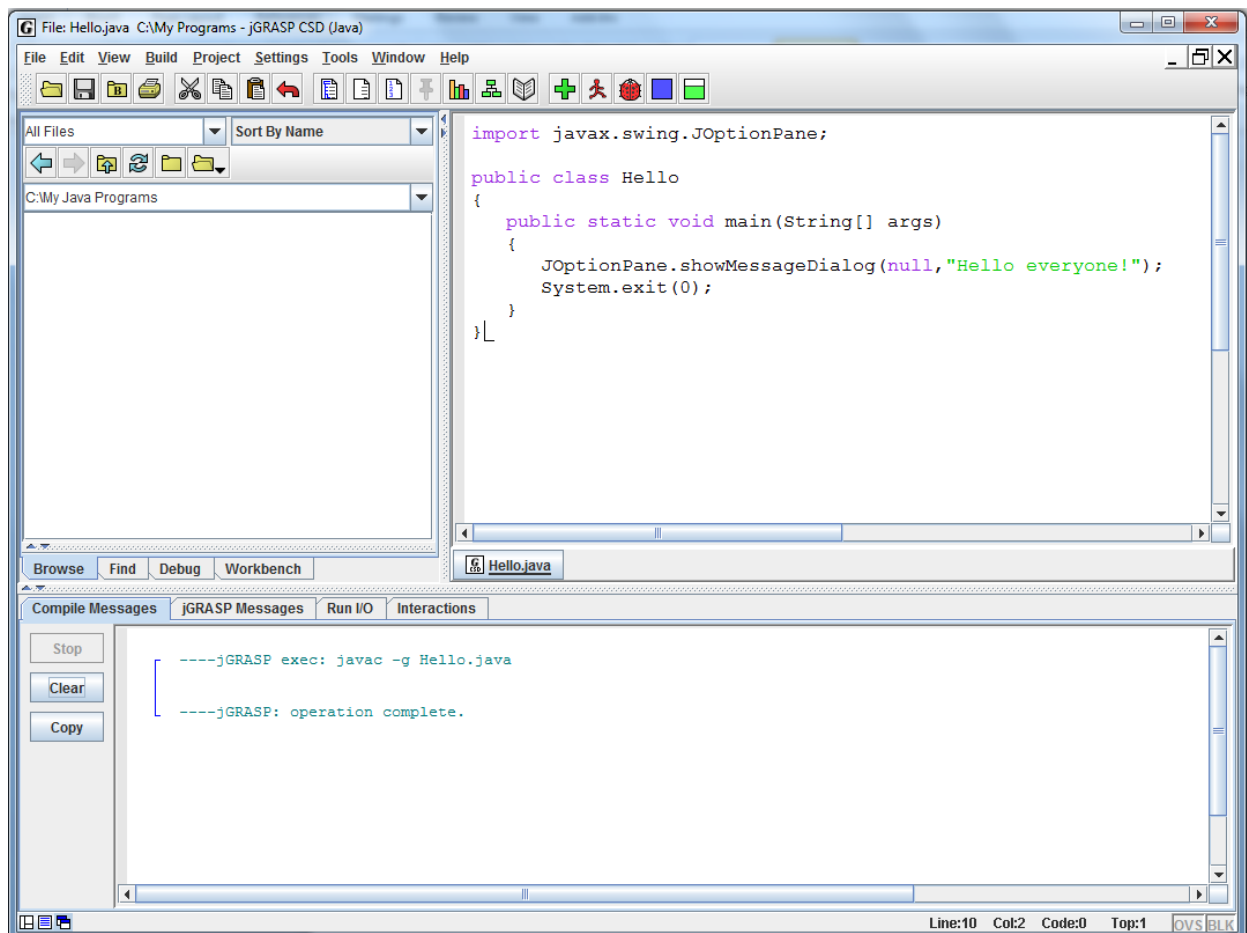 G File: Hello.java C:\My Programs - jGRASP CSD (Java)
File Edit View Build Project Settings Tools Window Help
All Files Sort By Name
C:\My Java Programs
import javax.swing.JOptionPane;
public class Hello
{
public static void main(String[] args)
{
JOptionPane.showMessageDialog(null,"Hello everyone!");
System.exit(0);
}
}
Browse Find Debug Workbench
Hello.java
Compile Messages jGRASP Messages Run I/O Interactions
Stop
Clear
Copy
----jGRASP exec: javac -g Hello.java
----jGRASP: operation complete.
Line:10 Col:2 Code:0 Top:1 OVS BLK